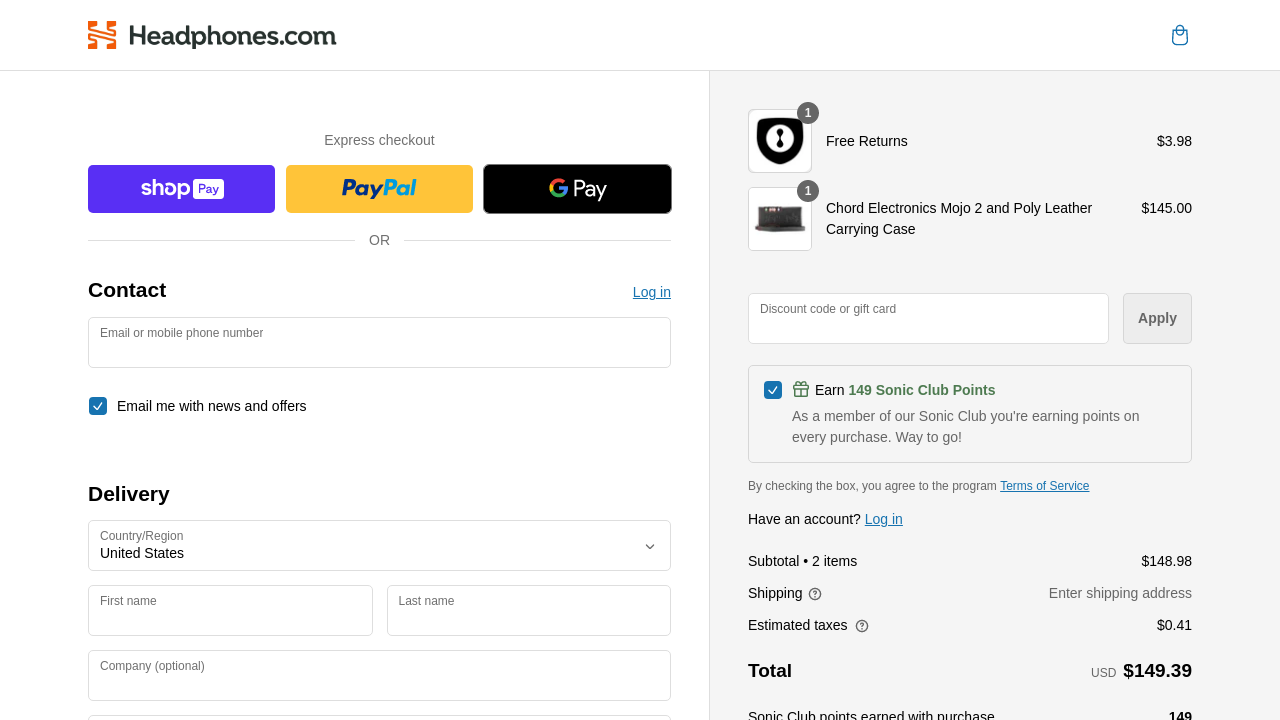 Headphones.com
Express checkout
shop Pay
PayPal
G Pay
OR
Contact
Log in
Email or mobile phone number
Email me with news and offers
Delivery
Country/Region
United States
First name
Last name
Company (optional)
1
Free Returns
$3.98
1
Chord Electronics Mojo 2 and Poly Leather
Carrying Case
$145.00
Discount code or gift card
Apply
Earn 149 Sonic Club Points
As a member of our Sonic Club you're earning points on
every purchase. Way to go!
By checking the box, you agree to the program Terms of Service
Have an account? Log in
Subtotal • 2 items
$148.98
Shipping
Enter shipping address
Estimated taxes
$0.41
Total
USD $149.39
Sonic Club points earned with purchase
149